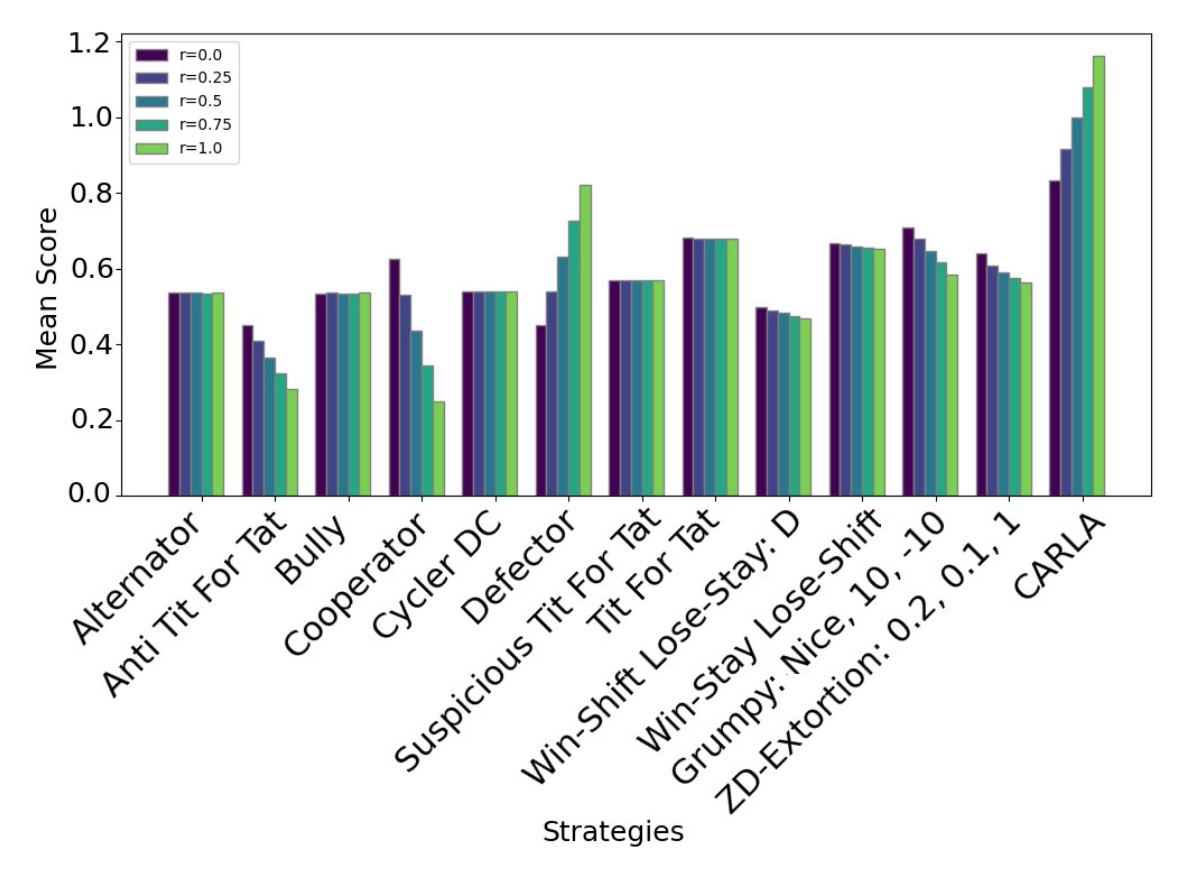 1.2
1.0
0.8
0.6
0.4
0.2
0.0
Mean Score
r=0.0
r=0.25
r=0.5
r=0.75
r=1.0
Alternator
Anti Tit For Tat
Bully
Cooperator
Cycler DC
Defector
Suspicious Tit For Tat
Tit For Tat
Win-Shift Lose-Stay: D
Win-Stay Lose-Shift
Grumpy: Nice, 10, -10
ZD-Extortion: 0.2, 0.1, 1
CARLA
Strategies